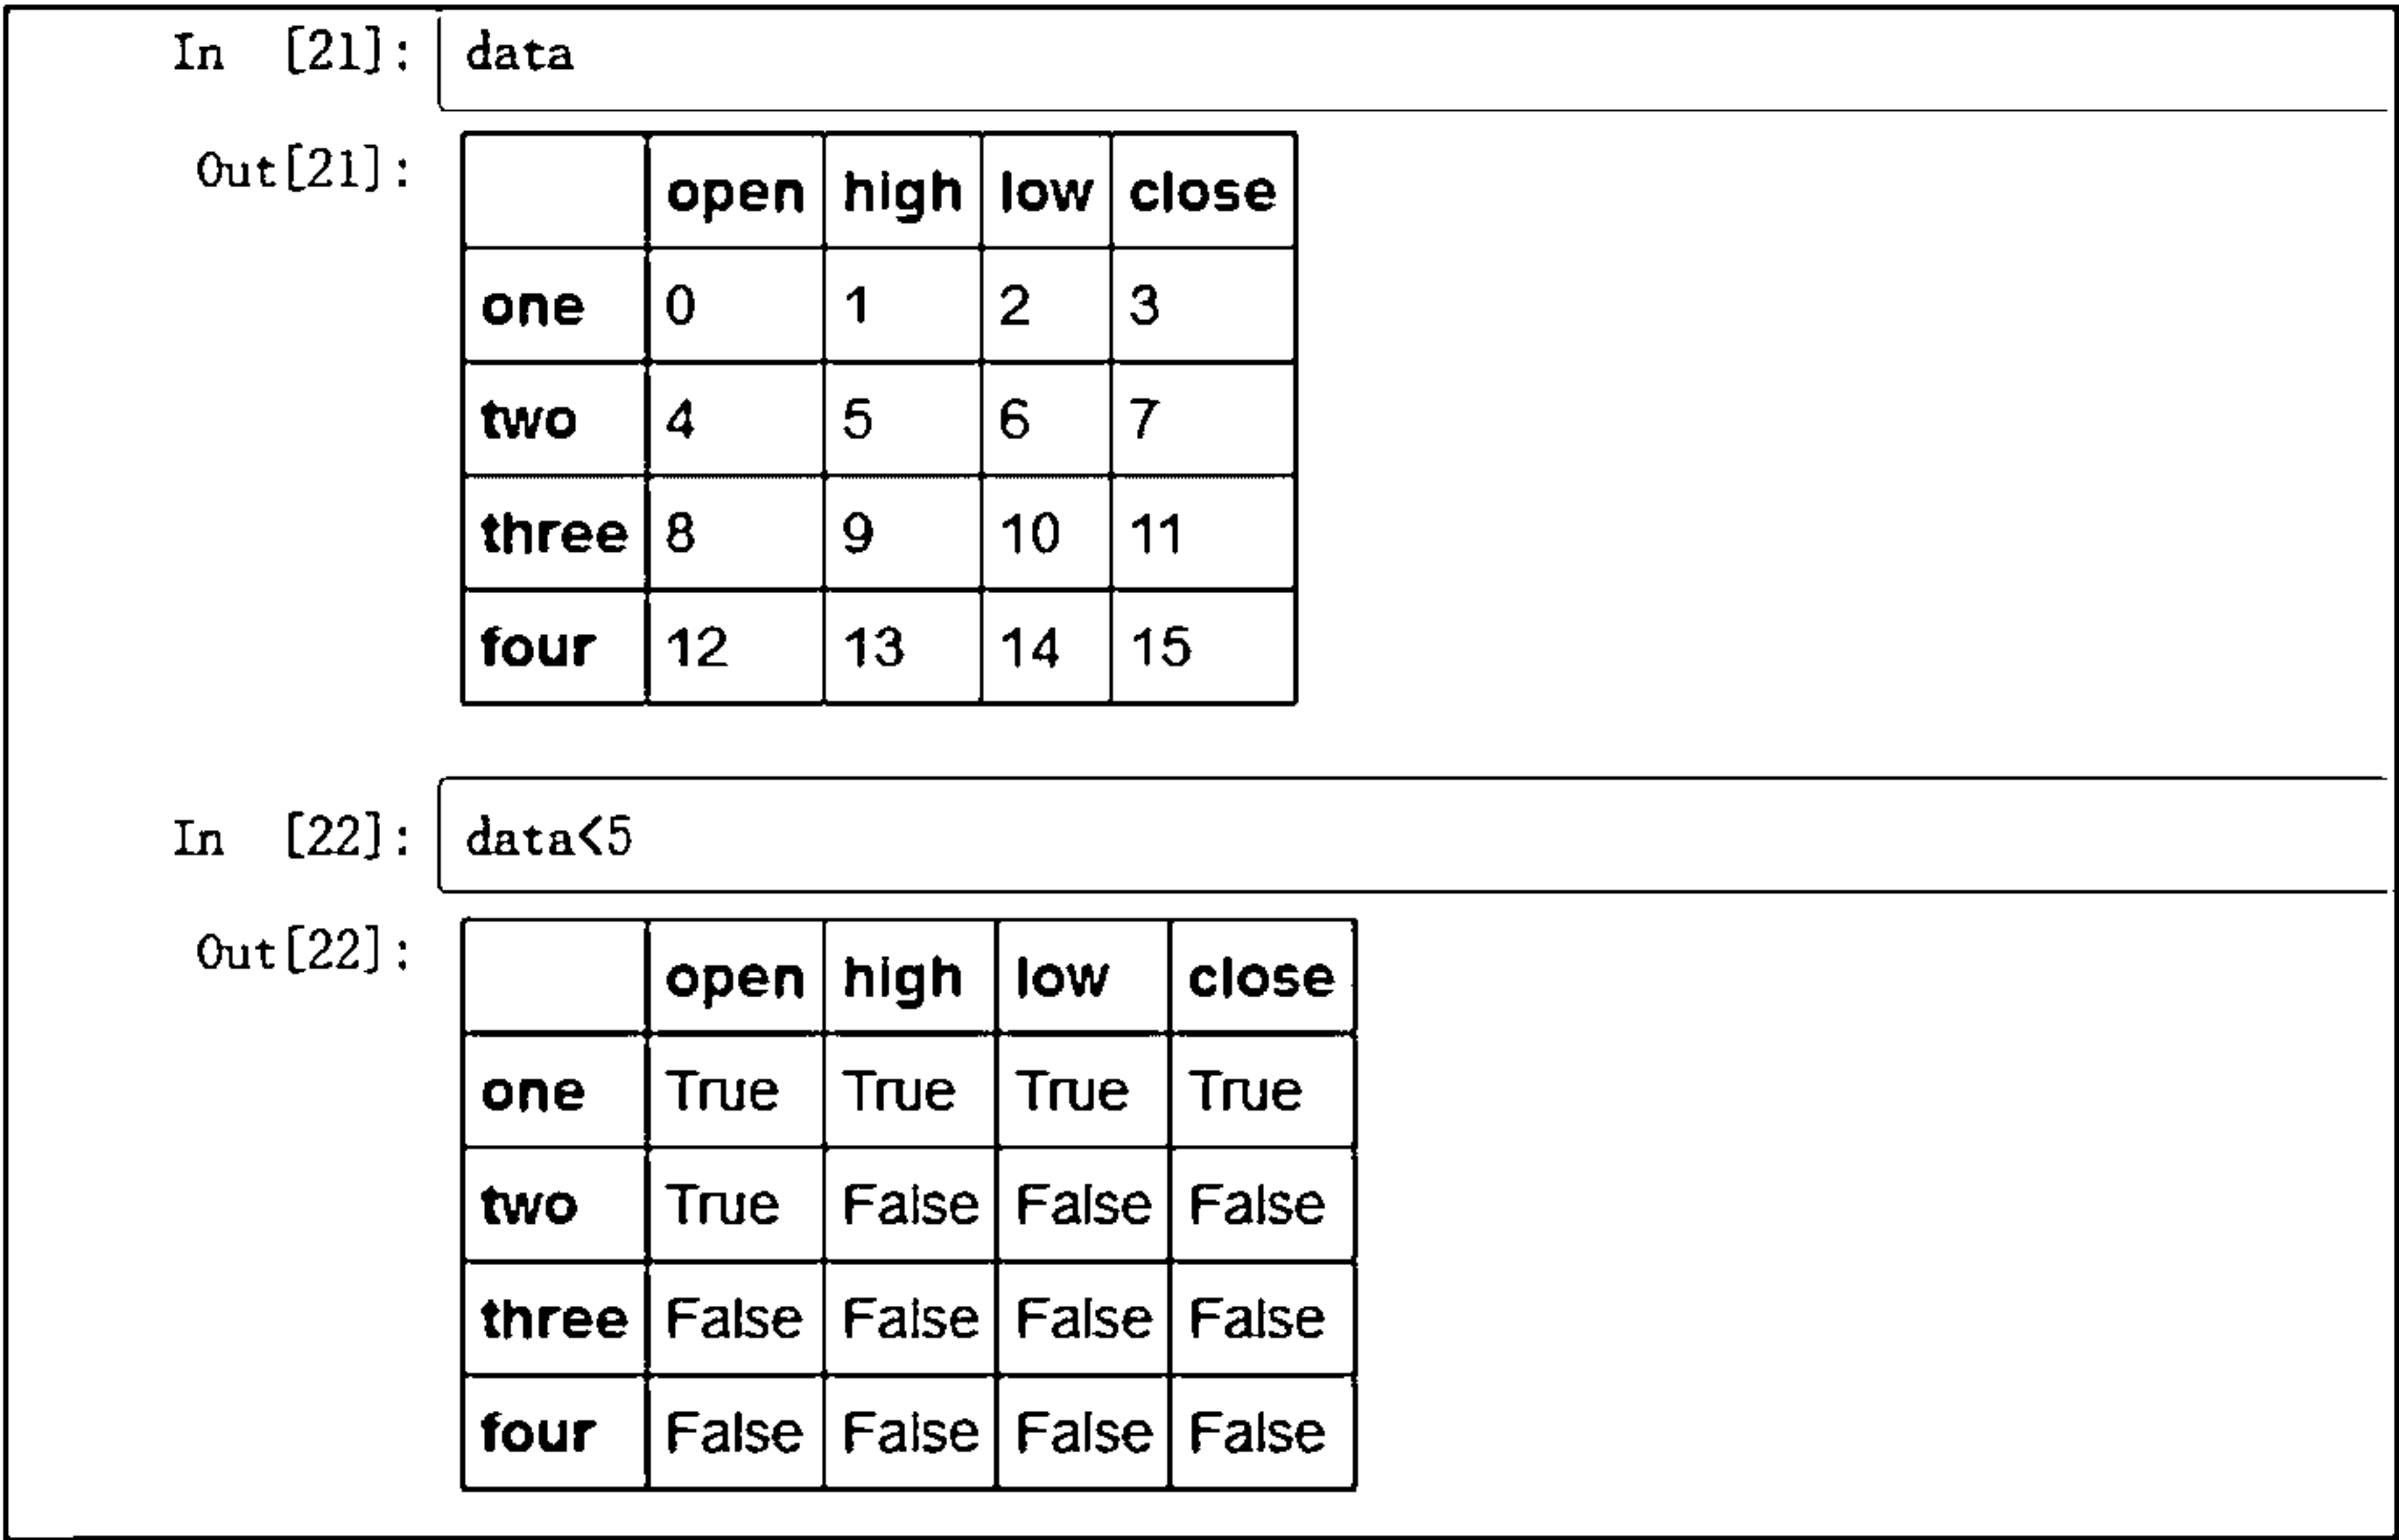 In [21]: data
Out[21]:
open high low close
one 0 1 2 3
two 4 5 6 7
three 8 9 10 11
four 12 13 14 15
In [22]: data<5
Out[22]:
open high low close
one True True True True
two True False False False
three False False False False
four False False False False